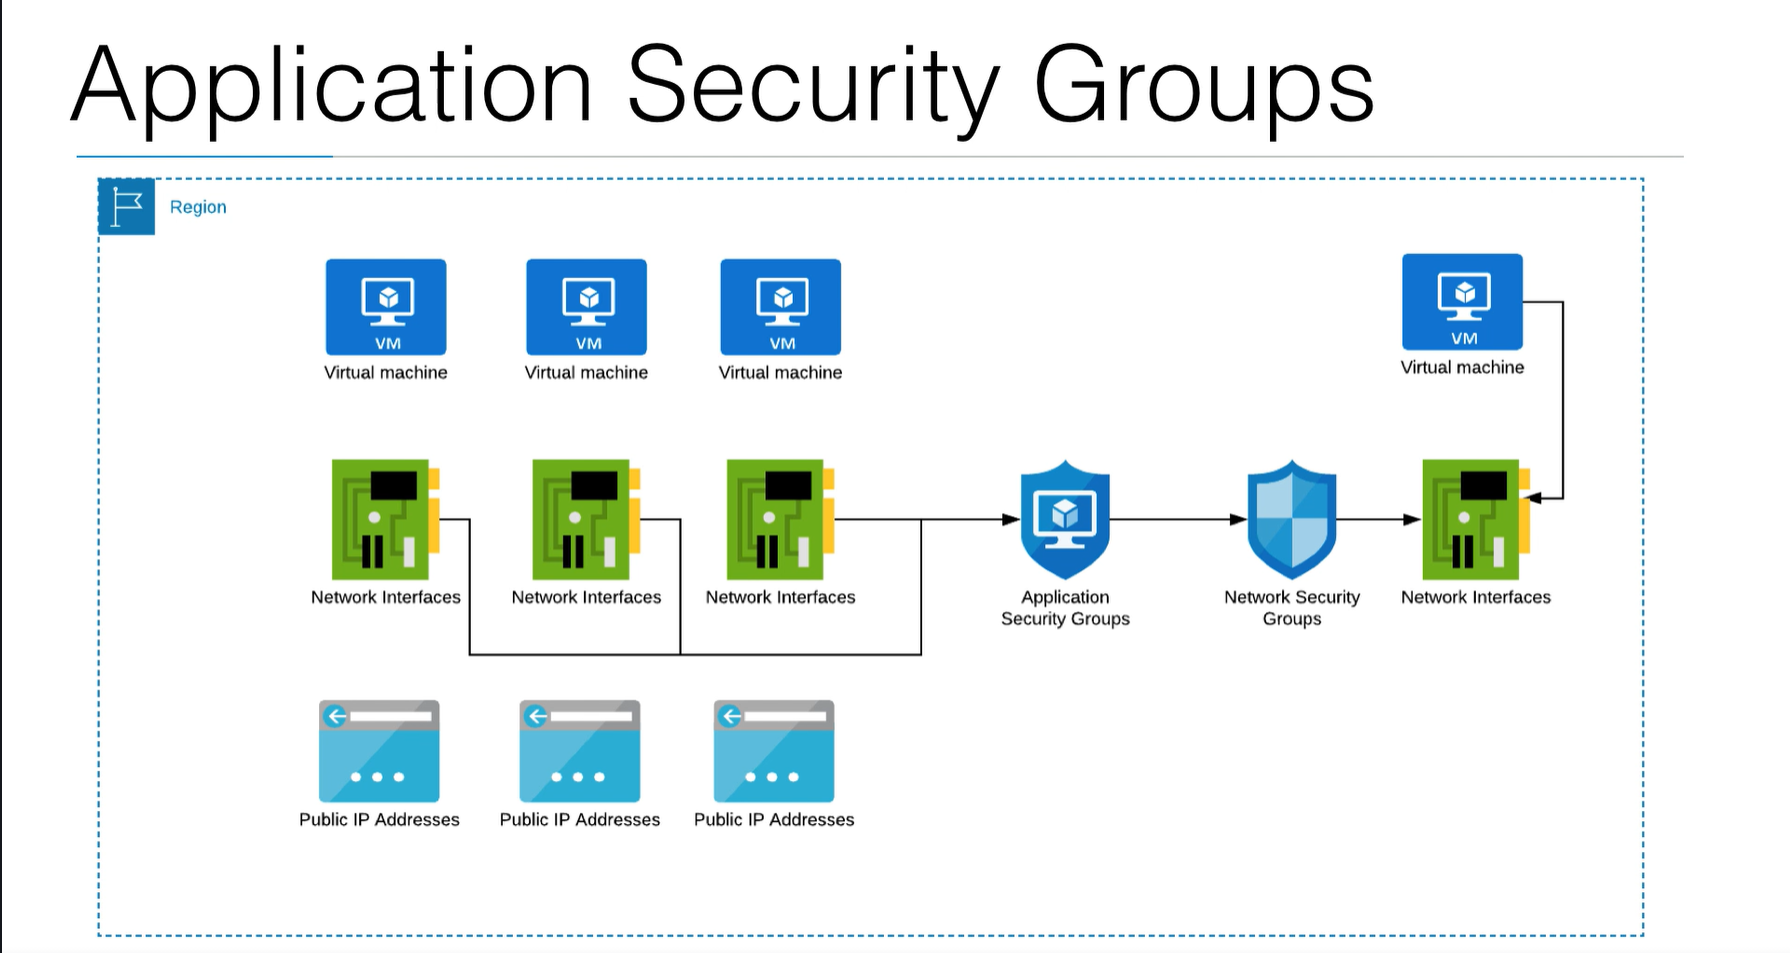 Application Security Groups
Region
VM
Virtual machine
VM
Virtual machine
VM
Virtual machine
VM
Virtual machine
Network Interfaces
Network Interfaces
Network Interfaces
Application
Security Groups
Network Security
Groups
Network Interfaces
Public IP Addresses
Public IP Addresses
Public IP Addresses